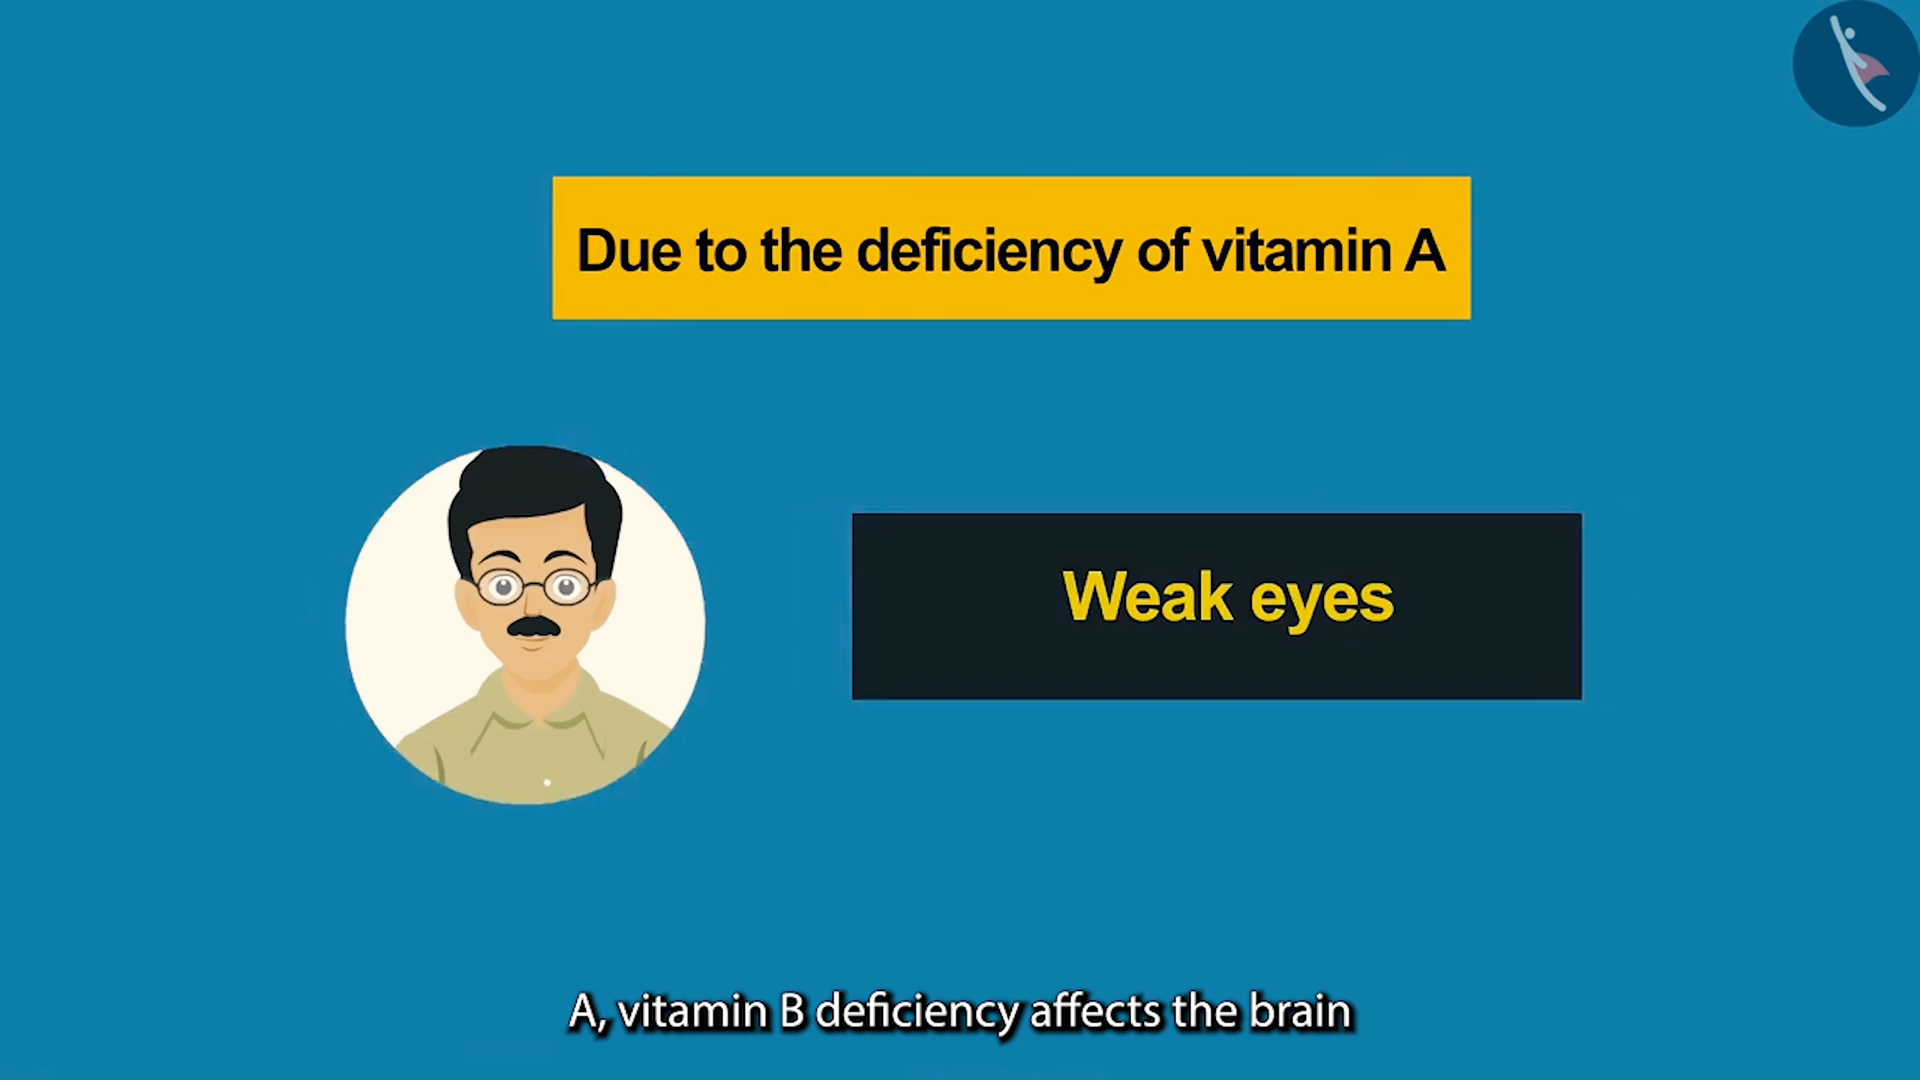 Due to the deficiency of vitamin A
Weak eyes
A, vitamin B deficiency affects the brain